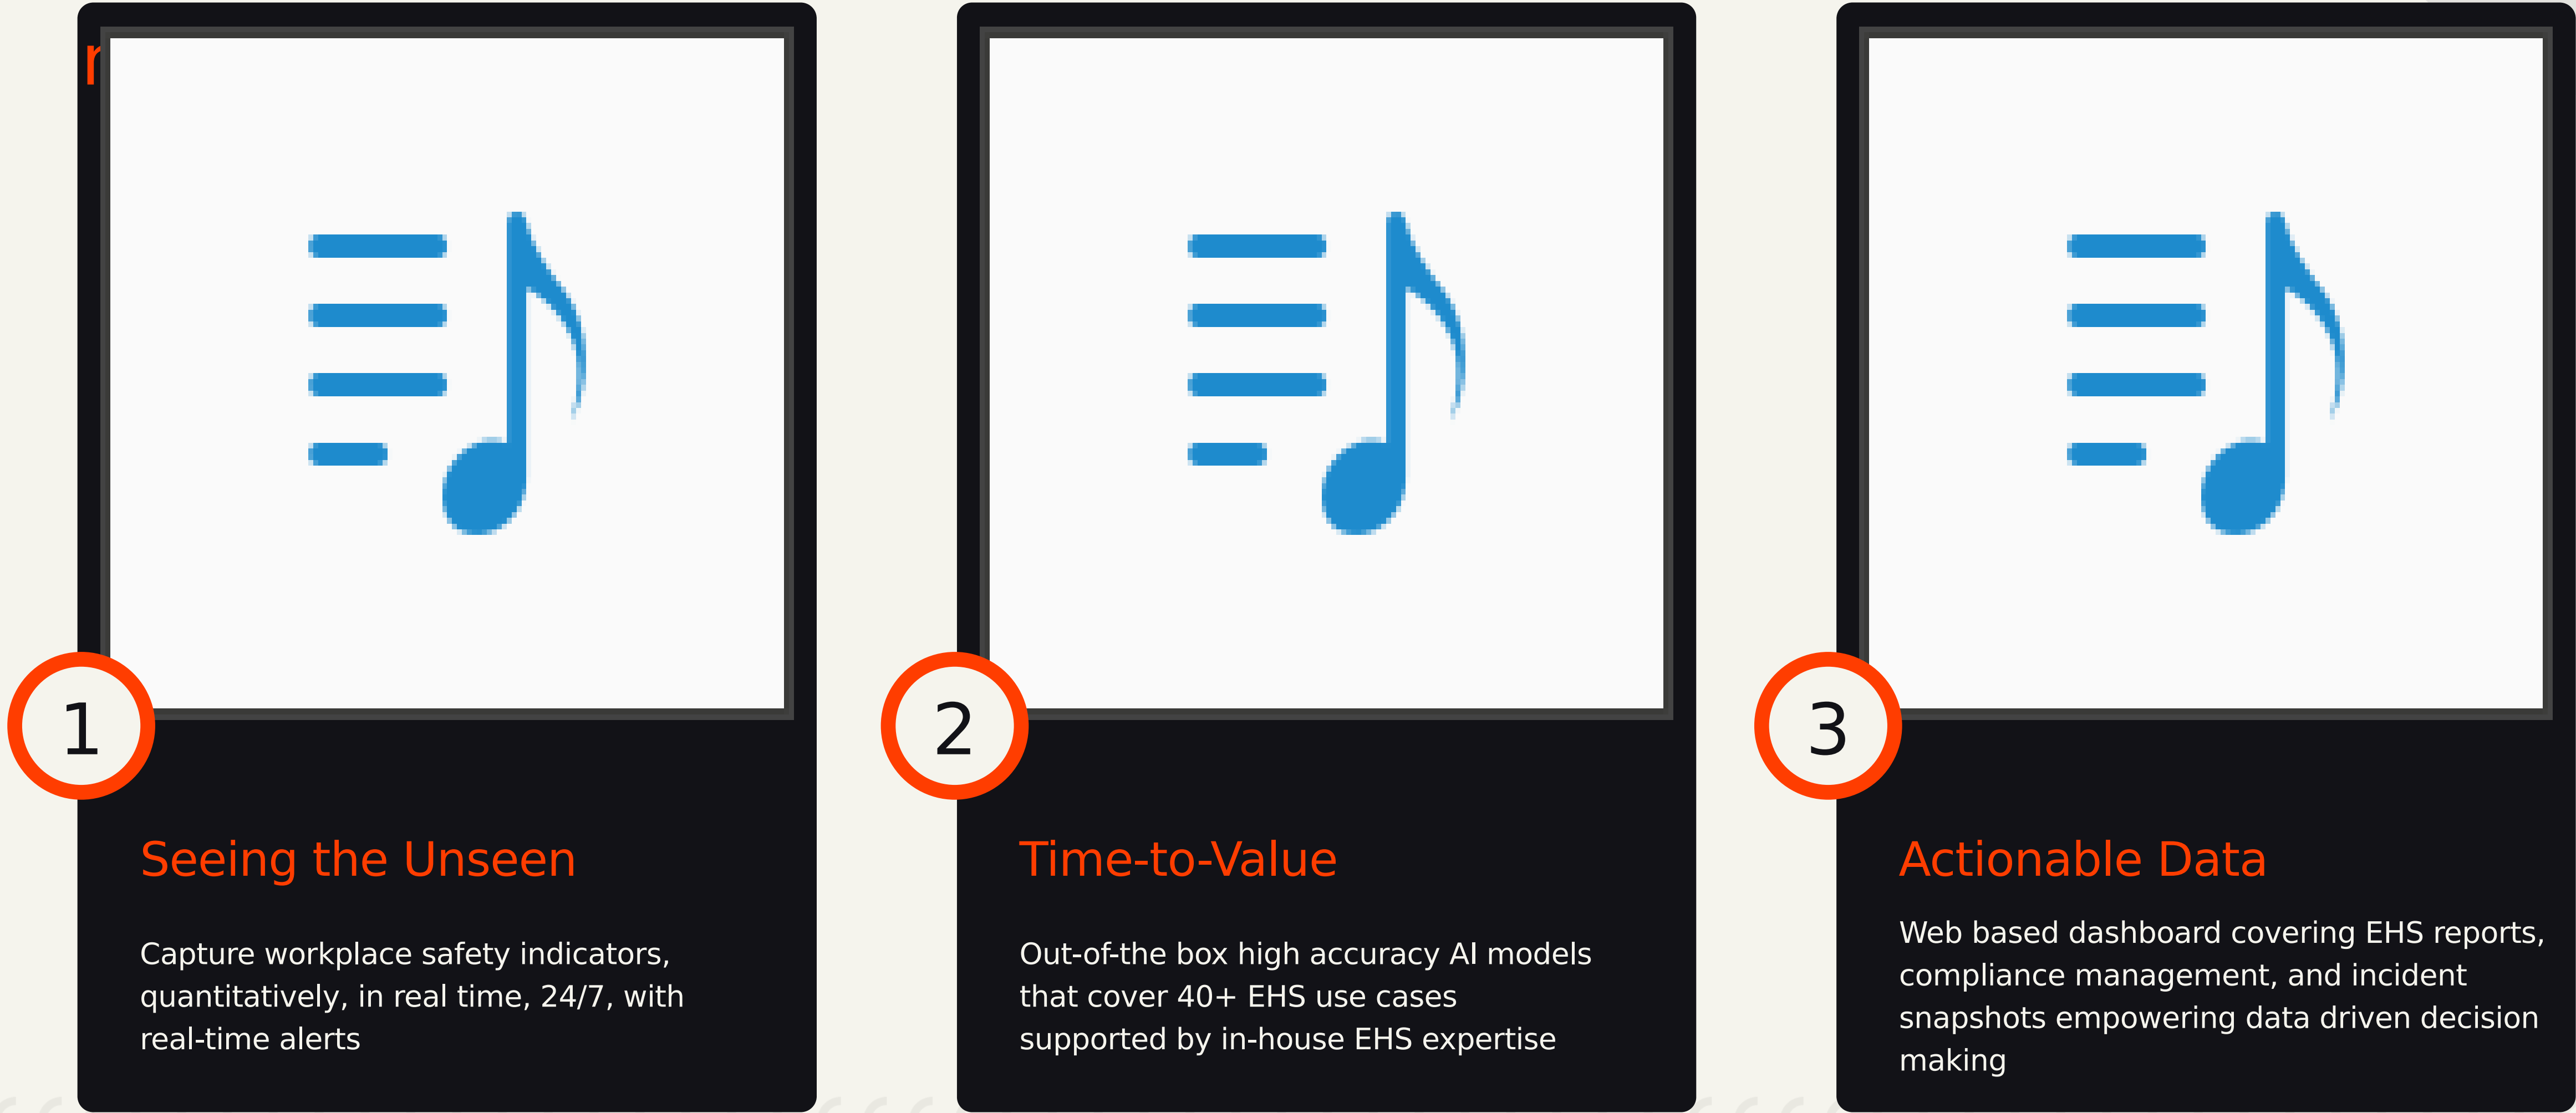 1
Seeing the Unseen
Capture workplace safety indicators,
quantitatively, in real time, 24/7, with
real-time alerts
2
Time-to-Value
Out-of-the box high accuracy AI models
that cover 40+ EHS use cases
supported by in-house EHS expertise
3
Actionable Data
Web based dashboard covering EHS reports,
compliance management, and incident
snapshots empowering data driven decision
making